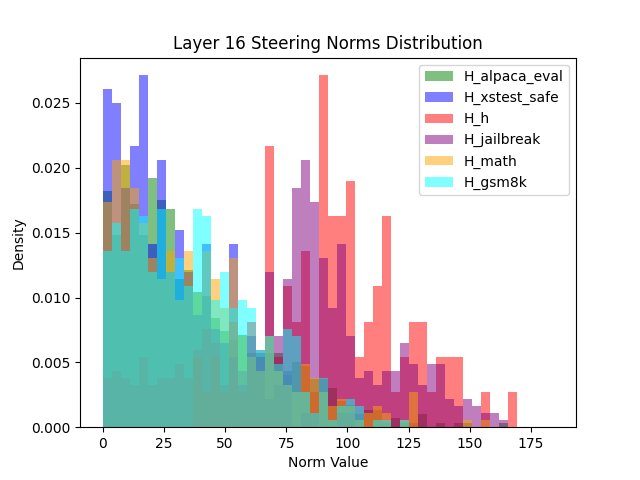 Layer 16 Steering Norms Distribution
H_alpaca_eval
H_xstest_safe
H_h
H_jailbreak
H_math
H_gsm8k
Density
0.025
0.020
0.015
0.010
0.005
0.000
0 25 50 75 100 125 150 175
Norm Value